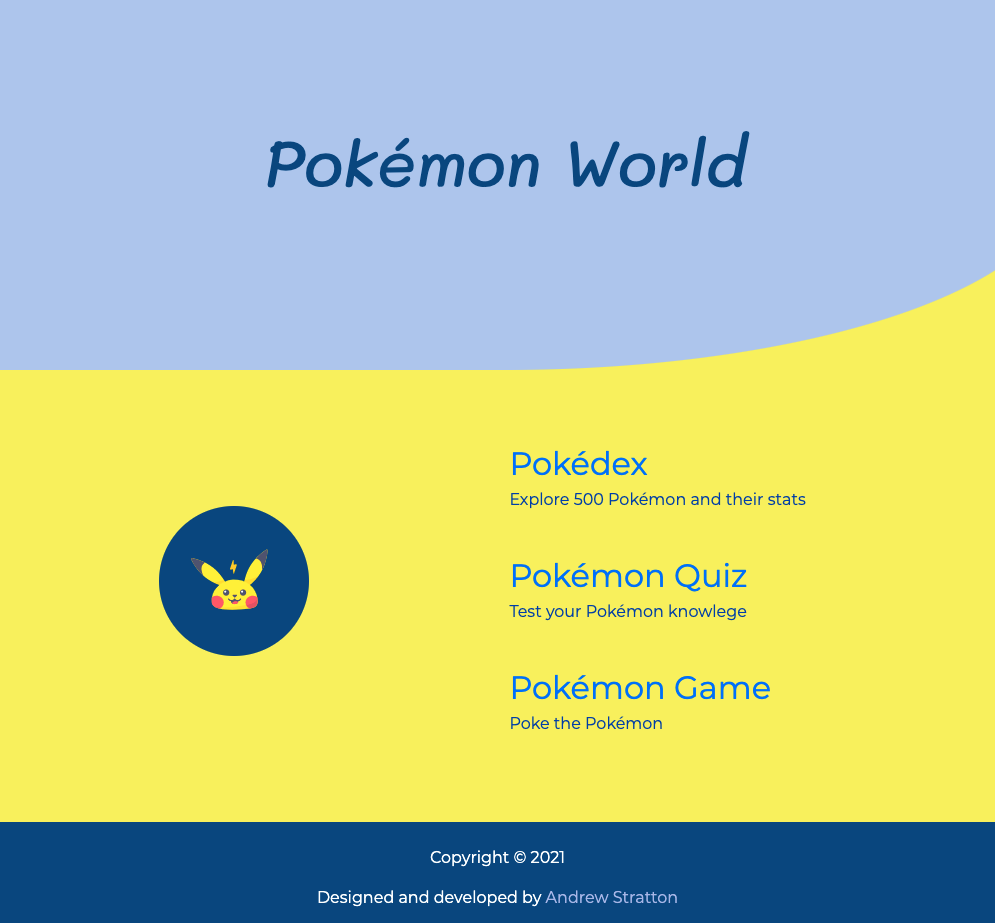 Pokémon World
Pokédex
Explore 500 Pokémon and their stats
Pokémon Quiz
Test your Pokémon knowlege
Pokémon Game
Poke the Pokémon
Copyright © 2021
Designed and developed by Andrew Stratton